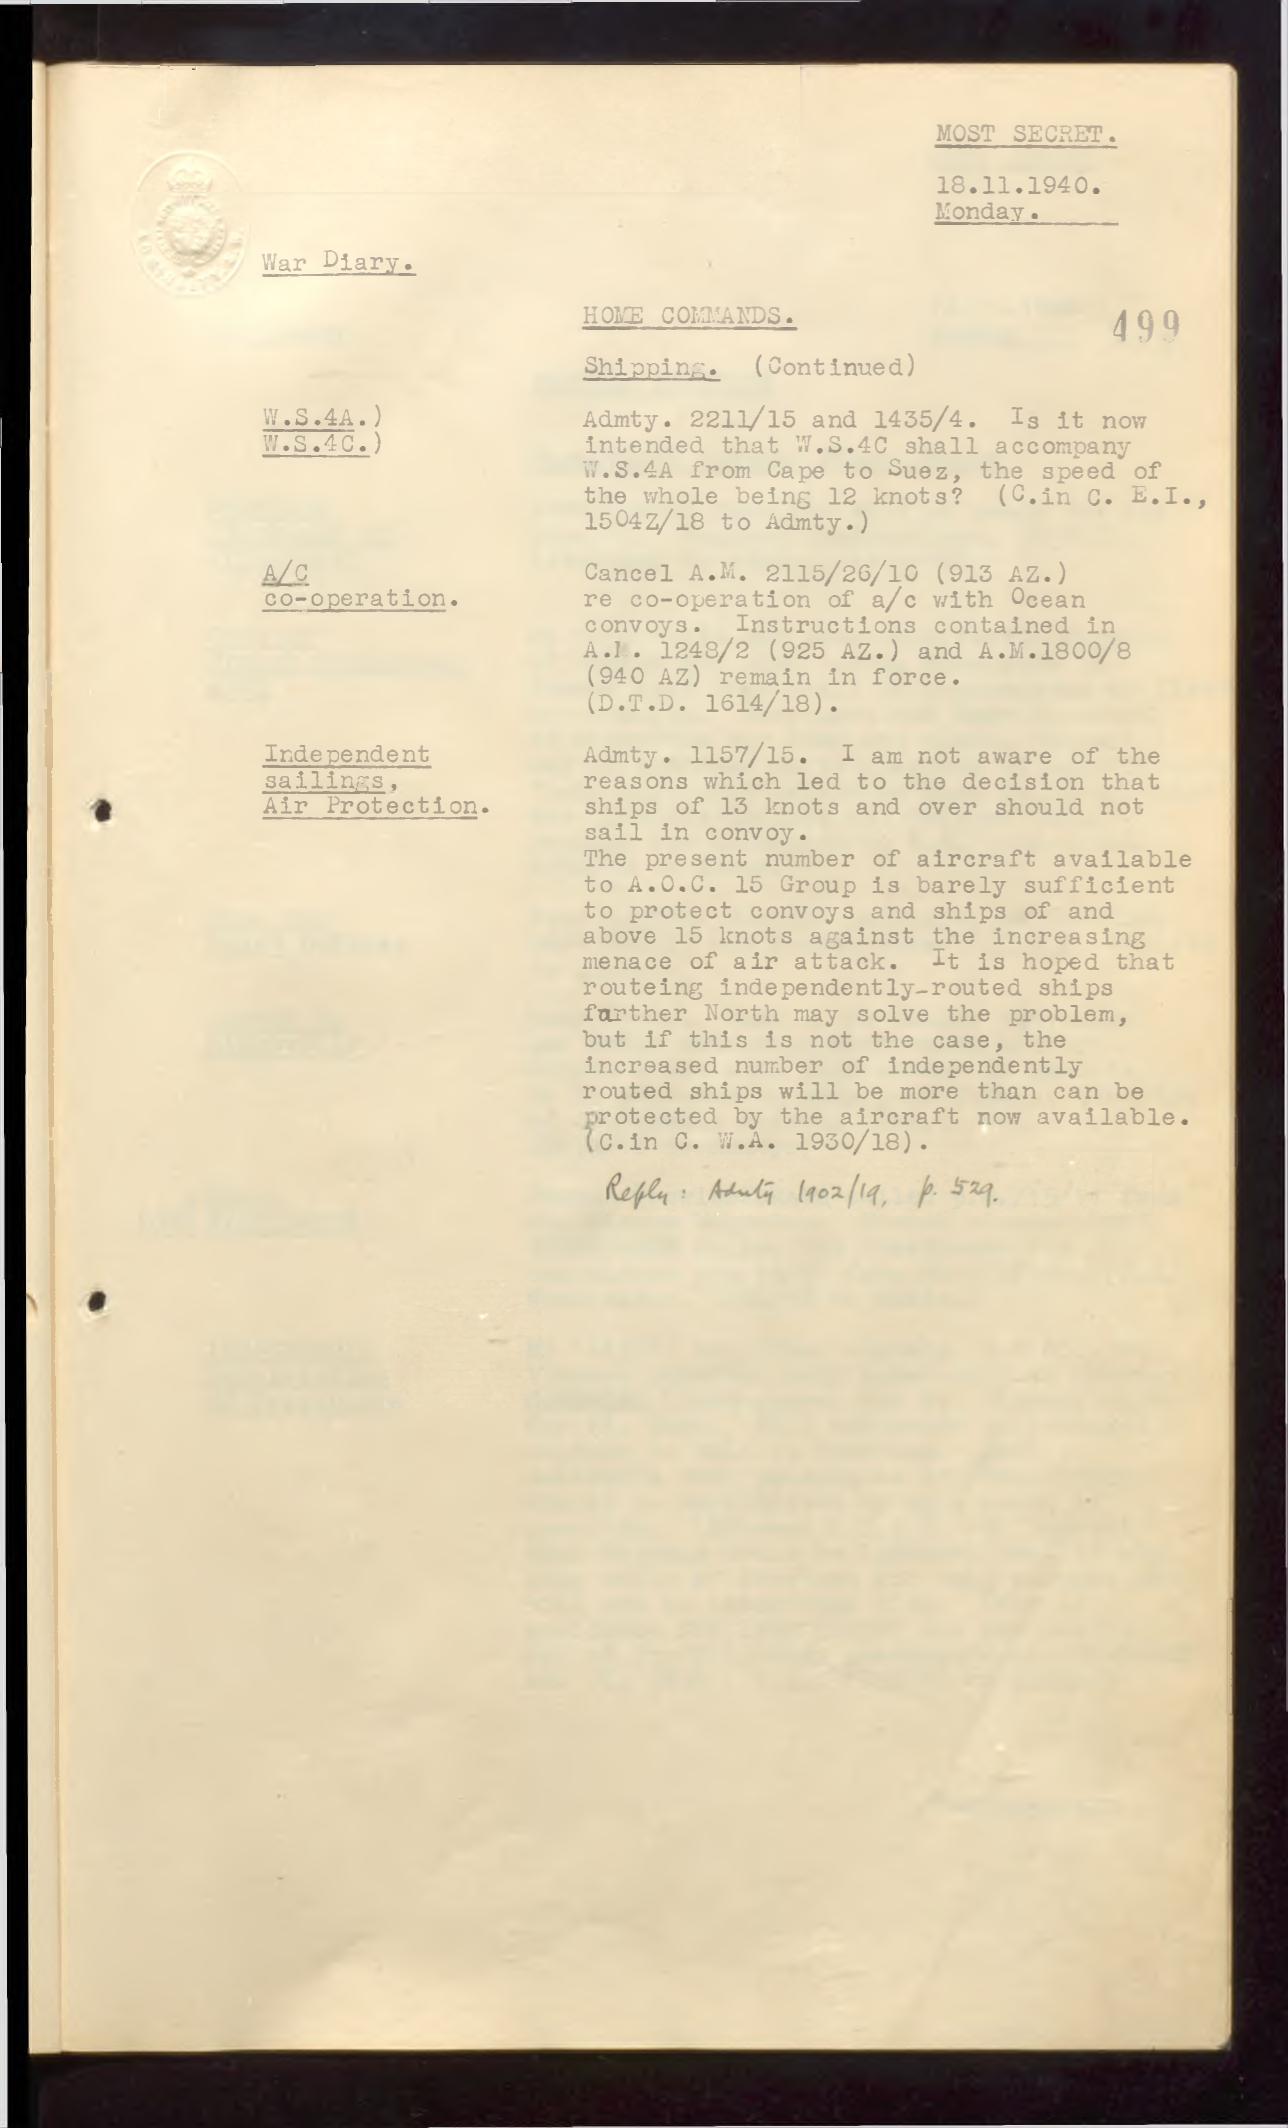 MOST SECRET.
18.11.1940.
Monday.
War Diary.
HOME COMMANDS.
499
Shipping. (Continued)
W.S.4A.)
W.S.4C.)
Admty. 2211/15 and 1435/4. Is it now
intended that W.S.4C shall accompany
W.S.4A from Cape to Suez, the speed of
the whole being 12 knots? (C.in C. E.I.,
1504Z/18 to Admty.)
A/C
co-operation.
Cancel A.M. 2115/26/10 (913 AZ.)
re co-operation of a/c with Ocean
convoys. Instructions contained in
A.M. 1248/2 (925 AZ.) and A.M.1800/8
(940 AZ) remain in force.
(D.T.D. 1614/18).
Independent
sailings,
Air Protection.
Admty. 1157/15. I am not aware of the
reasons which led to the decision that
ships of 13 knots and over should not
sail in convoy.
The present number of aircraft available
to A.O.C. 15 Group is barely sufficient
to protect convoys and ships of and
above 15 knots against the increasing
menace of air attack. It is hoped that
routeing independently-routed ships
further North may solve the problem,
but if this is not the case, the
increased number of independently
routed ships will be more than can be
protected by the aircraft now available.
(C.in C. W.A. 1930/18).
Reply: Admty 1902/19, p. 529.